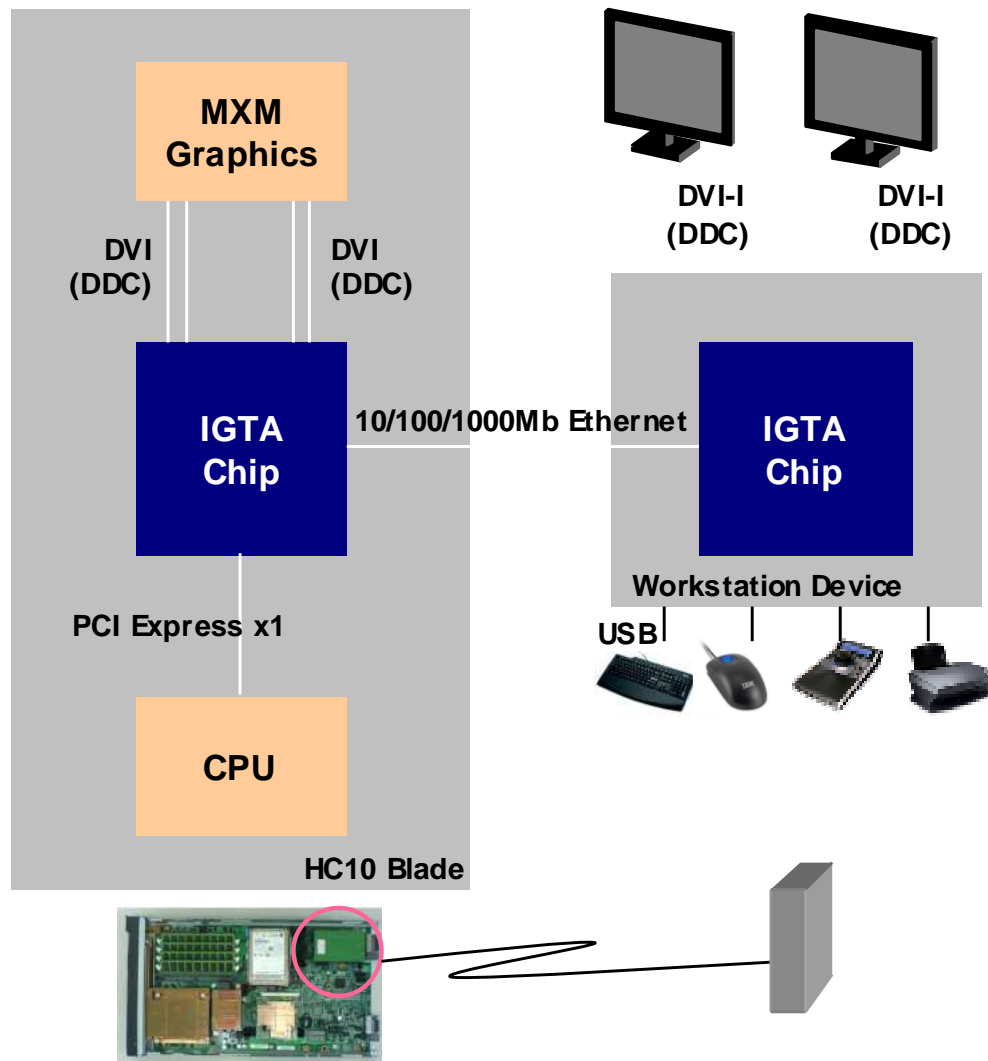 MXM
Graphics
DVI
(DDC)
DVI
(DDC)
IGTA
Chip
PCI Express x1
CPU
HC10 Blade
10/100/1000Mb Ethernet
DVI-I
(DDC)
DVI-I
(DDC)
IGTA
Chip
Workstation Device
USB